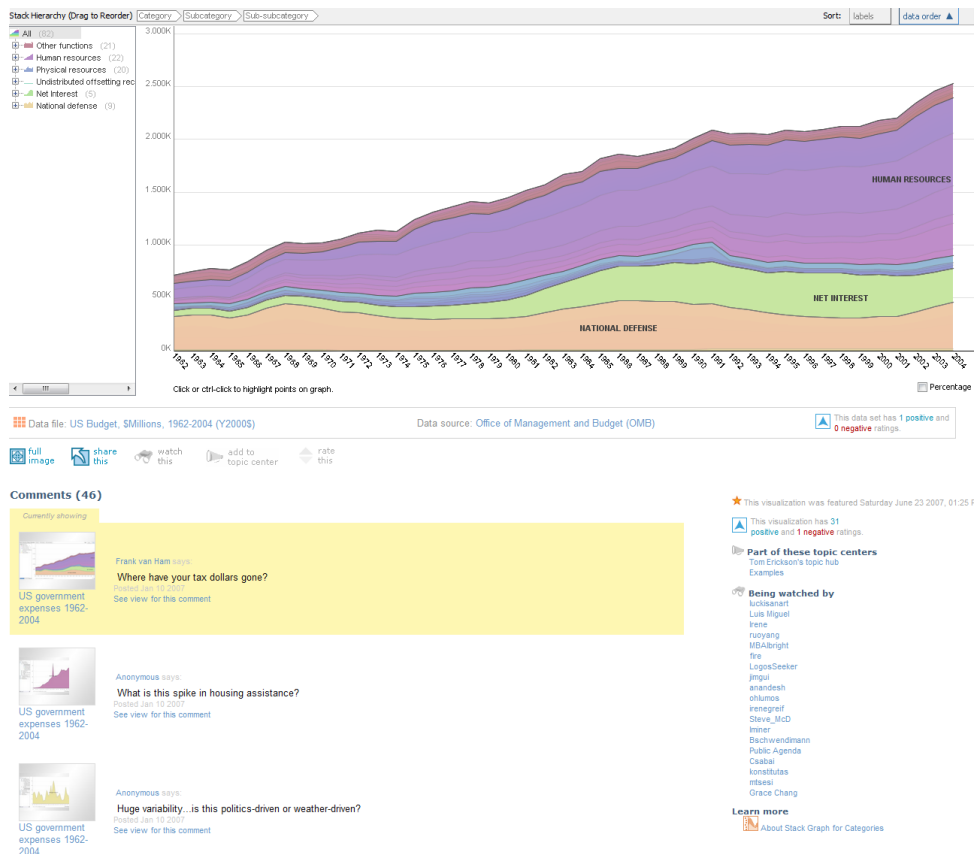 Stack Hierarchy (Drag to Reorder) Category Subcategory Sub-subcategory Sort: labels data order ▲
All (82)
Other functions (21)
Human resources (22)
Physical resources (20)
Undistributed offsetting rec
Net Interest (5)
National defense (9)
3.000K
2.500K
2.000K
1.500K
1.000K
500K
0K
HUMAN RESOURCES
NET INTEREST
NATIONAL DEFENSE
1962 1963 1964 1965 1966 1967 1968 1969 1970 1971 1972 1973 1974 1975 1976 1977 1978 1979 1980 1981 1982 1983 1984 1985 1986 1987 1988 1989 1990 1991 1992 1993 1994 1995 1996 1997 1998 1999 2000 2001 2002 2003 2004
Click or ctrl-click to highlight points on graph.
Percentage
Data file: US Budget, $Millions, 1962-2004 (Y2000$)
Data source: Office of Management and Budget (OMB)
This data set has 1 positive and
0 negative ratings.
full
image
share
this
watch
this
add to
topic center
rate
this
Comments (46)
Currently showing
US government
expenses 1962-
2004
Frank van Ham says:
Where have your tax dollars gone?
Posted Jan 10 2007
See view for this comment
US government
expenses 1962-
2004
Anonymous says:
What is this spike in housing assistance?
Posted Jan 10 2007
See view for this comment
US government
expenses 1962-
2004
Anonymous says:
Huge variability...is this politics-driven or weather-driven?
Posted Jan 10 2007
See view for this comment
This visualization was featured Saturday June 23 2007, 01:25
This visualization has 31
positive and 1 negative ratings.
Part of these topic centers
Tom Erickson's topic hub
Examples
Being watched by
luckisanart
Luis Miguel
Irene
ruoyang
MBAlbright
fire
LogosSeeker
jimgui
anandesh
ohlumos
irenegreif
Steve_McD
lminer
Bschwendimann
Public Agenda
Csabai
konstitutas
mtsesi
Grace Chang
Learn more
About Stack Graph for Categories